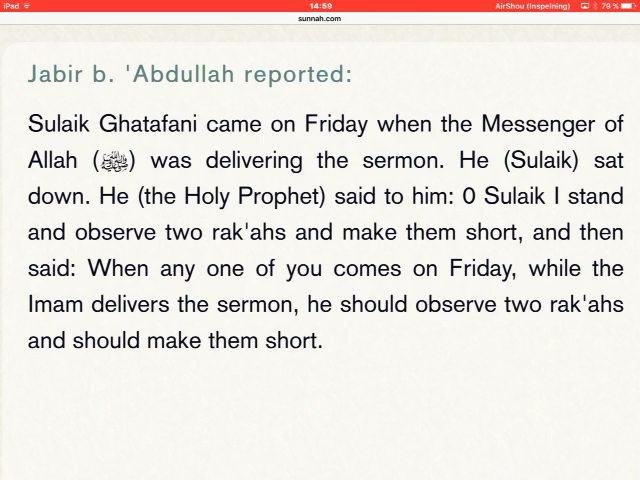 iPad 14:59 AirShou (Inspelning) 79 %
sunnah.com
Jabir b. 'Abdullah reported:
Sulaik Ghatafani came on Friday when the Messenger of
Allah (ﷺ) was delivering the sermon. He (Sulaik) sat
down. He (the Holy Prophet) said to him: 0 Sulaik I stand
and observe two rak'ahs and make them short, and then
said: When any one of you comes on Friday, while the
Imam delivers the sermon, he should observe two rak'ahs
and should make them short.